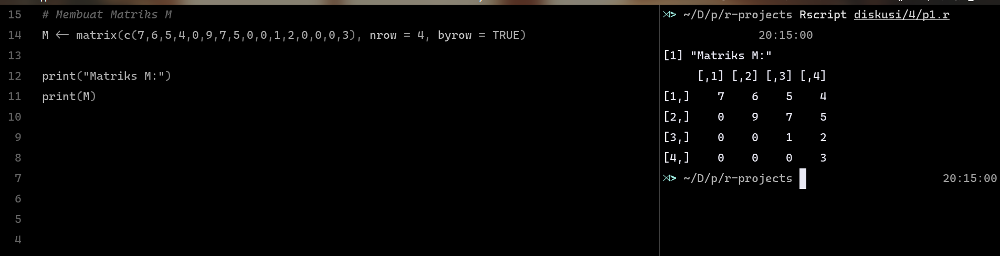 15 # Membuat Matriks M
14 M <- matrix(c(7,6,5,4,0,9,7,5,0,0,1,2,0,0,0,3), nrow = 4, byrow = TRUE)
13
12 print("Matriks M:")
11 print(M)
10
9
8
7
6
5
4
~/D/p/r-projects Rscript diskusi/4/p1.r
20:15:00
[1] "Matriks M:"
[,1] [,2] [,3] [,4]
[1,] 7 6 5 4
[2,] 0 9 7 5
[3,] 0 0 1 2
[4,] 0 0 0 3
~/D/p/r-projects 20:15:00